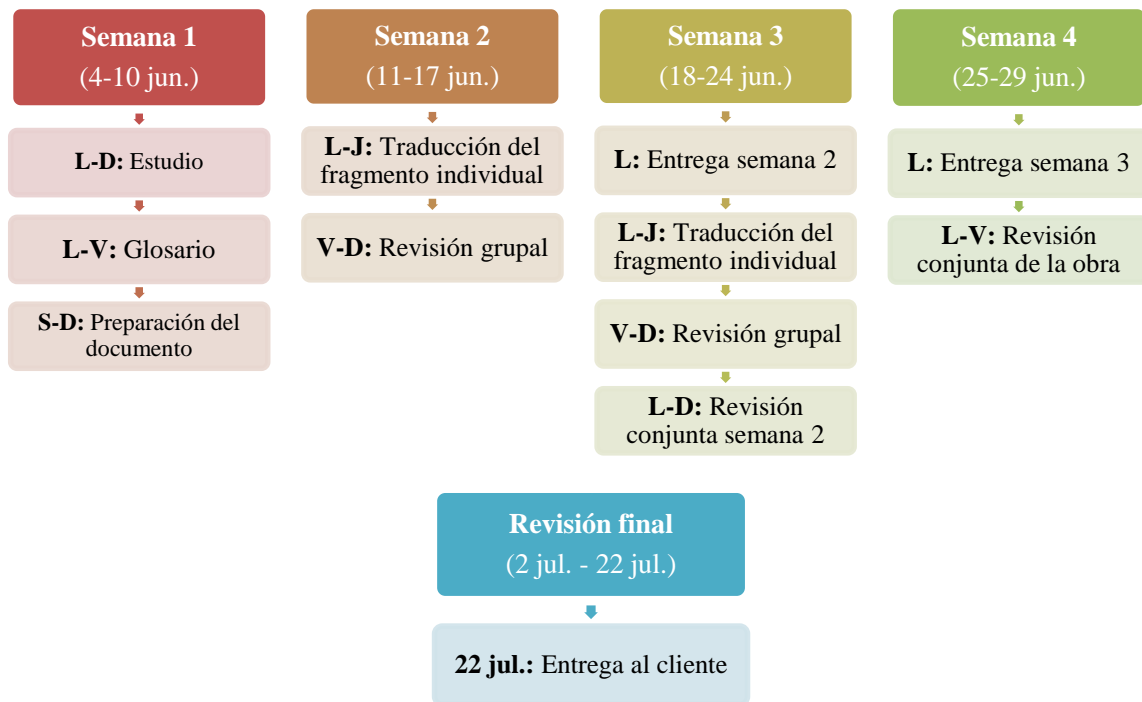 Semana 1
(4-10 jun.)
L-D: Estudio
L-V: Glosario
S-D: Preparación del
documento
Semana 2
(11-17 jun.)
L-J: Traducción del
fragmento individual
V-D: Revisión grupal
Semana 3
(18-24 jun.)
L: Entrega semana 2
L-J: Traducción del
fragmento individual
V-D: Revisión grupal
L-D: Revisión
conjunta semana 2
Semana 4
(25-29 jun.)
L: Entrega semana 3
L-V: Revisión
conjunta de la obra
Revisión final
(2 jul. - 22 jul.)
22 jul.: Entrega al cliente